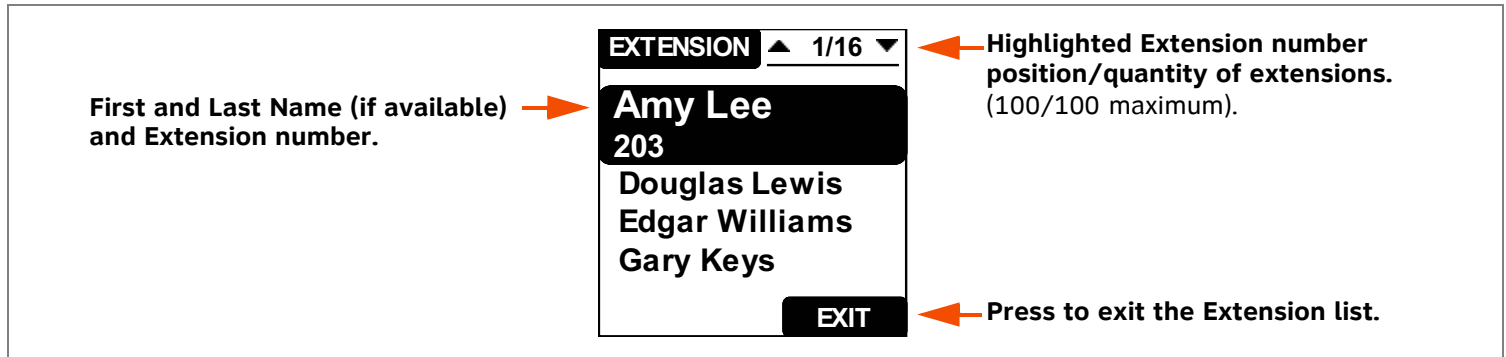 EXTENSION ▲ 1/16 ▼
Highlighted Extension number
position/quantity of extensions.
(100/100 maximum).
First and Last Name (if available)
and Extension number.
Amy Lee
203
Douglas Lewis
Edgar Williams
Gary Keys
EXIT
Press to exit the Extension list.